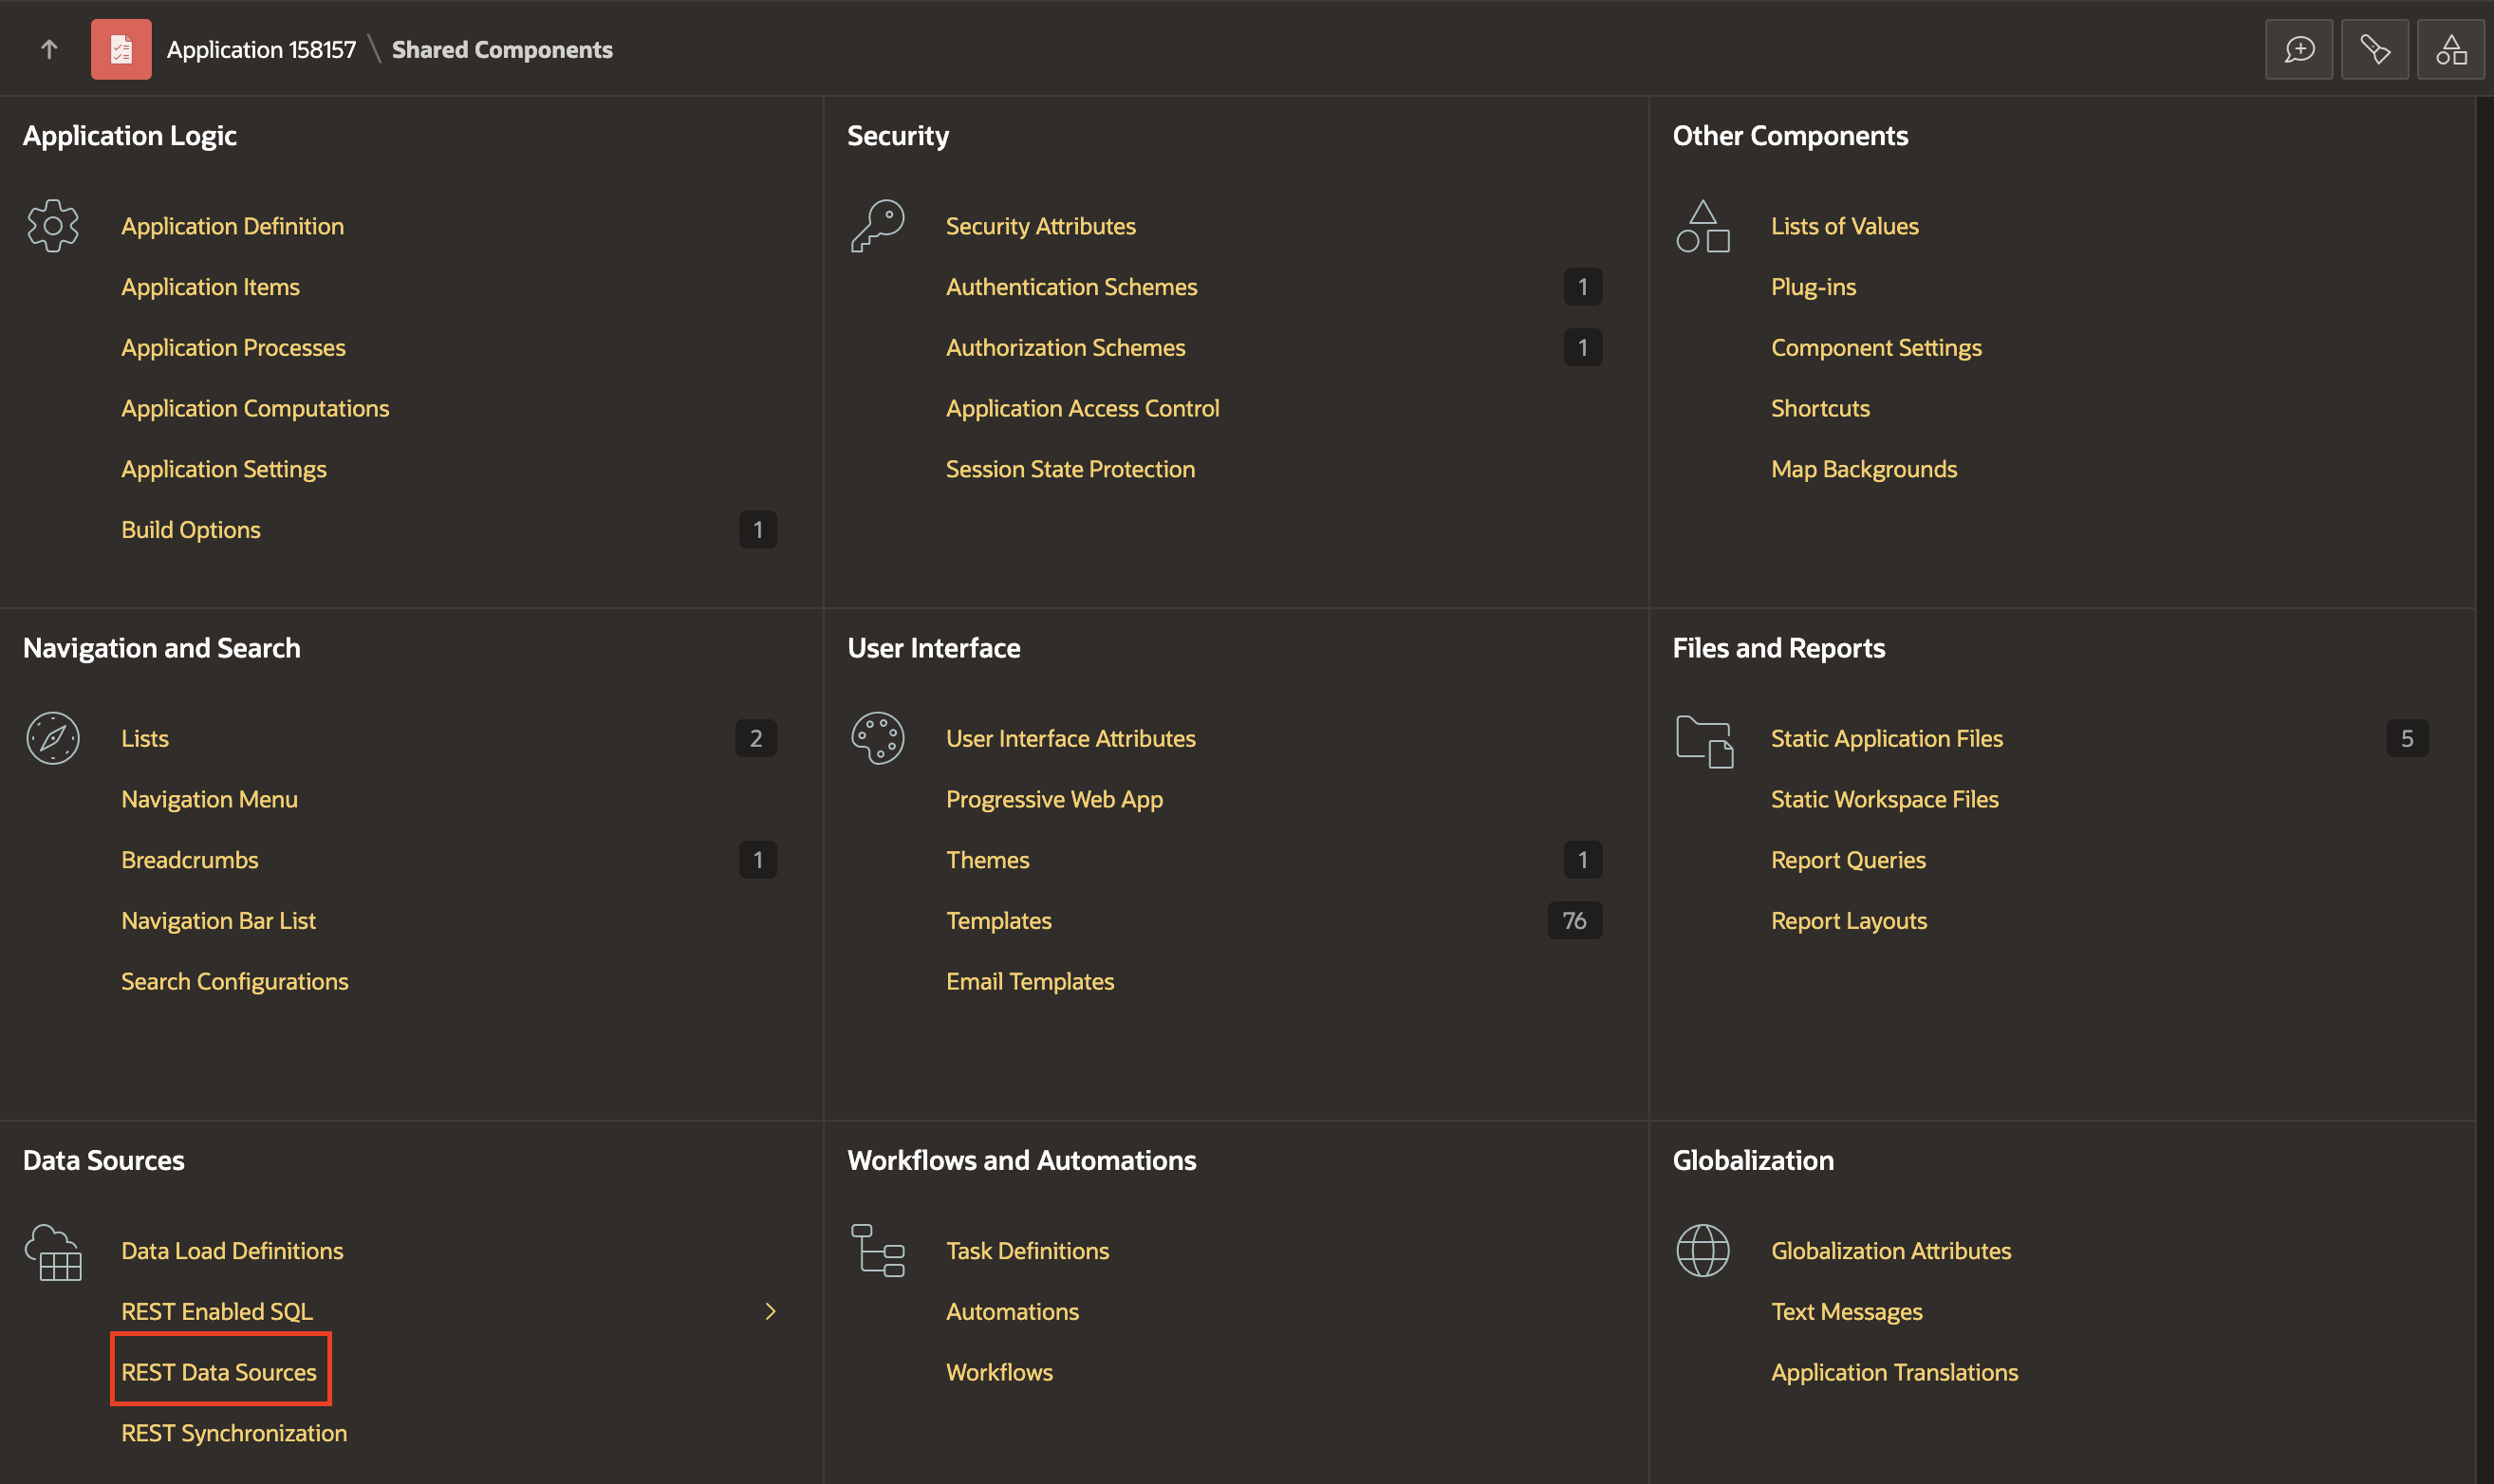 Application 158157 \ Shared Components
Application Logic
Application Definition
Application Items
Application Processes
Application Computations
Application Settings
Build Options 1
Security
Security Attributes
Authentication Schemes 1
Authorization Schemes 1
Application Access Control
Session State Protection
Other Components
Lists of Values
Plug-ins
Component Settings
Shortcuts
Map Backgrounds
Navigation and Search
Lists 2
Navigation Menu
Breadcrumbs 1
Navigation Bar List
Search Configurations
User Interface
User Interface Attributes
Progressive Web App
Themes 1
Templates 76
Email Templates
Files and Reports
Static Application Files 5
Static Workspace Files
Report Queries
Report Layouts
Data Sources
Data Load Definitions
REST Enabled SQL
REST Data Sources
REST Synchronization
Workflows and Automations
Task Definitions
Automations
Workflows
Globalization
Globalization Attributes
Text Messages
Application Translations